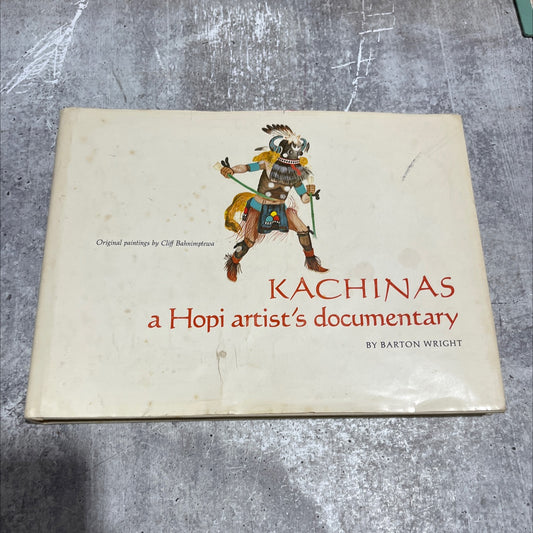 Original paintings by Cliff Bahnimptewa
KACHINAS
a Hopi artist's documentary
BY BARTON WRIGHT